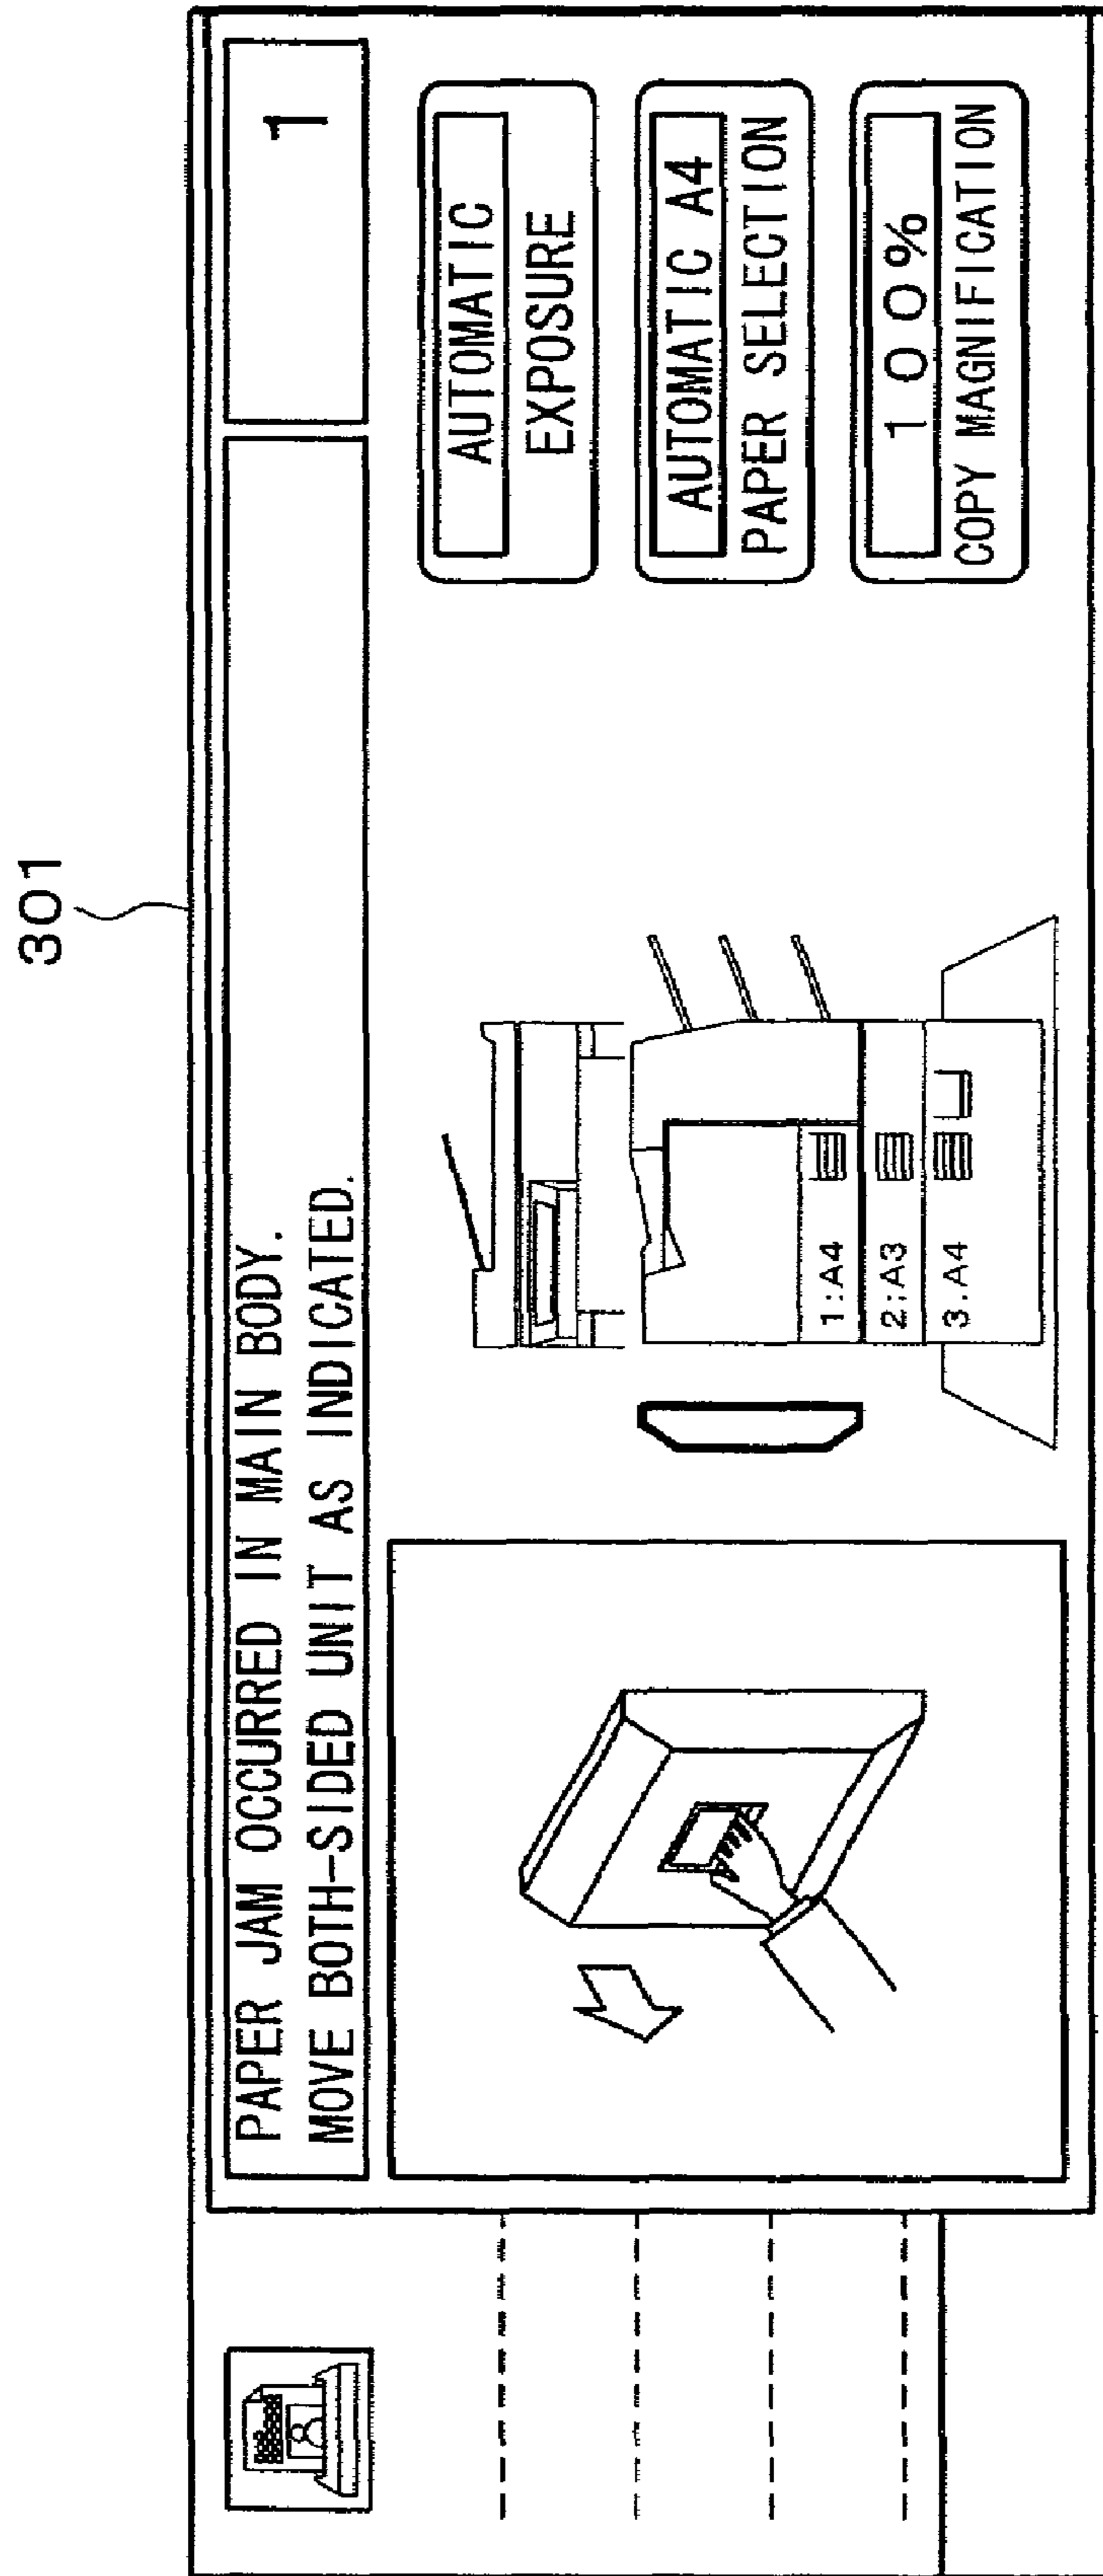 301
PAPER JAM OCCURRED IN MAIN BODY.
MOVE BOTH-SIDED UNIT AS INDICATED.
1
AUTOMATIC
EXPOSURE
AUTOMATIC A4
PAPER SELECTION
100%
COPY MAGNIFICATION
1:A4
2:A3
3.A4